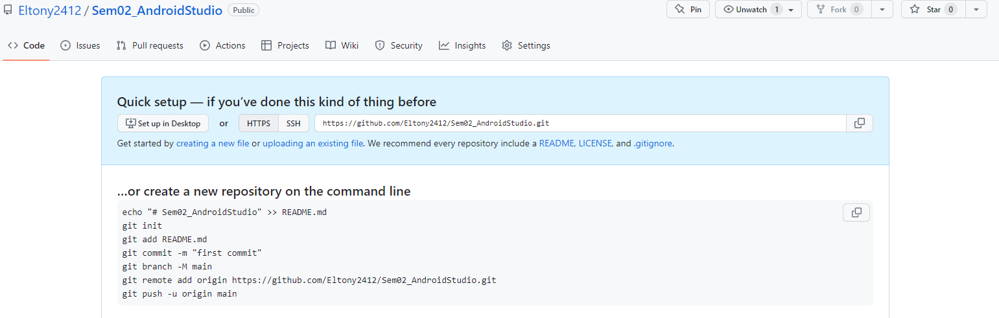 Eltony2412 / Sem02_AndroidStudio Public Pin Unwatch 1 Fork 0 Star 0
Code Issues Pull requests Actions Projects Wiki Security Insights Settings
Quick setup — if you’ve done this kind of thing before
Set up in Desktop or HTTPS SSH https://github.com/Eltony2412/Sem02_AndroidStudio.git
Get started by creating a new file or uploading an existing file. We recommend every repository include a README, LICENSE, and .gitignore.
…or create a new repository on the command line
echo "# Sem02_AndroidStudio" >> README.md
git init
git add README.md
git commit -m "first commit"
git branch -M main
git remote add origin https://github.com/Eltony2412/Sem02_AndroidStudio.git
git push -u origin main